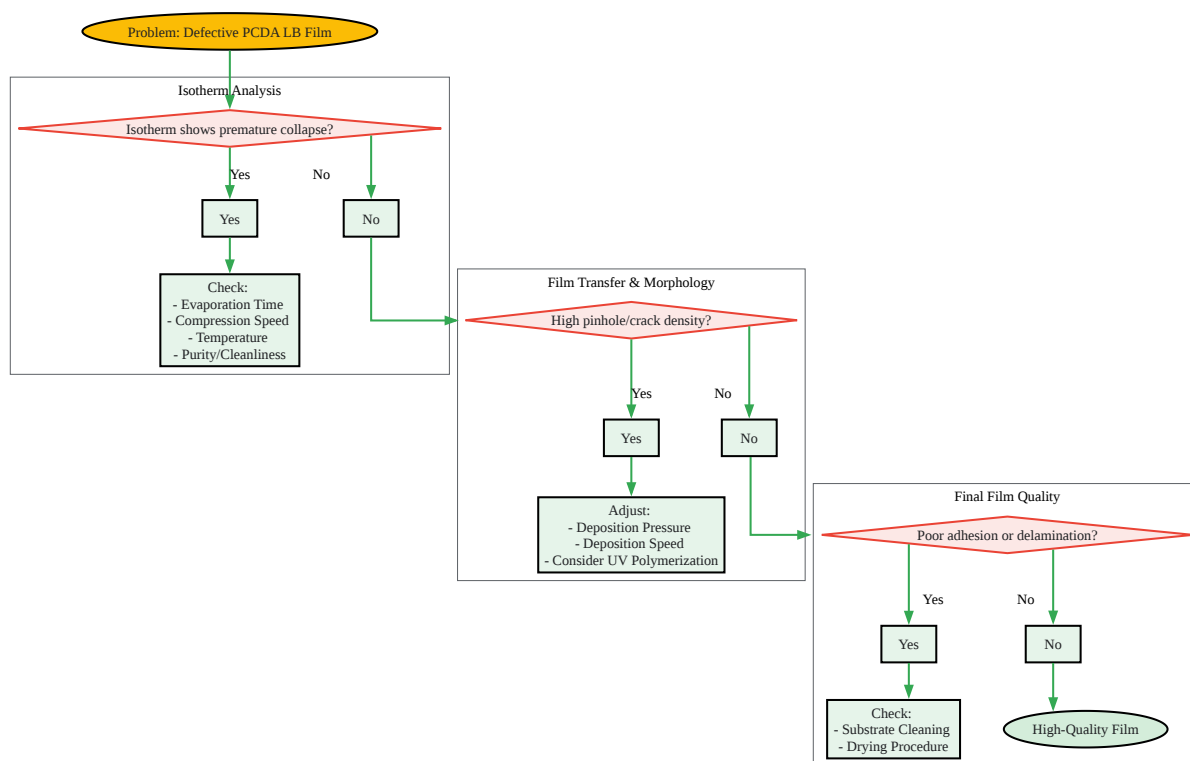 Problem: Defective PCDA LB Film
Isotherm Analysis
Isotherm shows premature collapse?
Yes
No
Yes
No
Check:
- Evaporation Time
- Compression Speed
- Temperature
- Purity/Cleanliness
Film Transfer & Morphology
High pinhole/crack density?
Yes
No
Yes
No
Adjust:
- Deposition Pressure
- Deposition Speed
- Consider UV Polymerization
Final Film Quality
Poor adhesion or delamination?
Yes
No
Yes
No
Check:
- Substrate Cleaning
- Drying Procedure
High-Quality Film